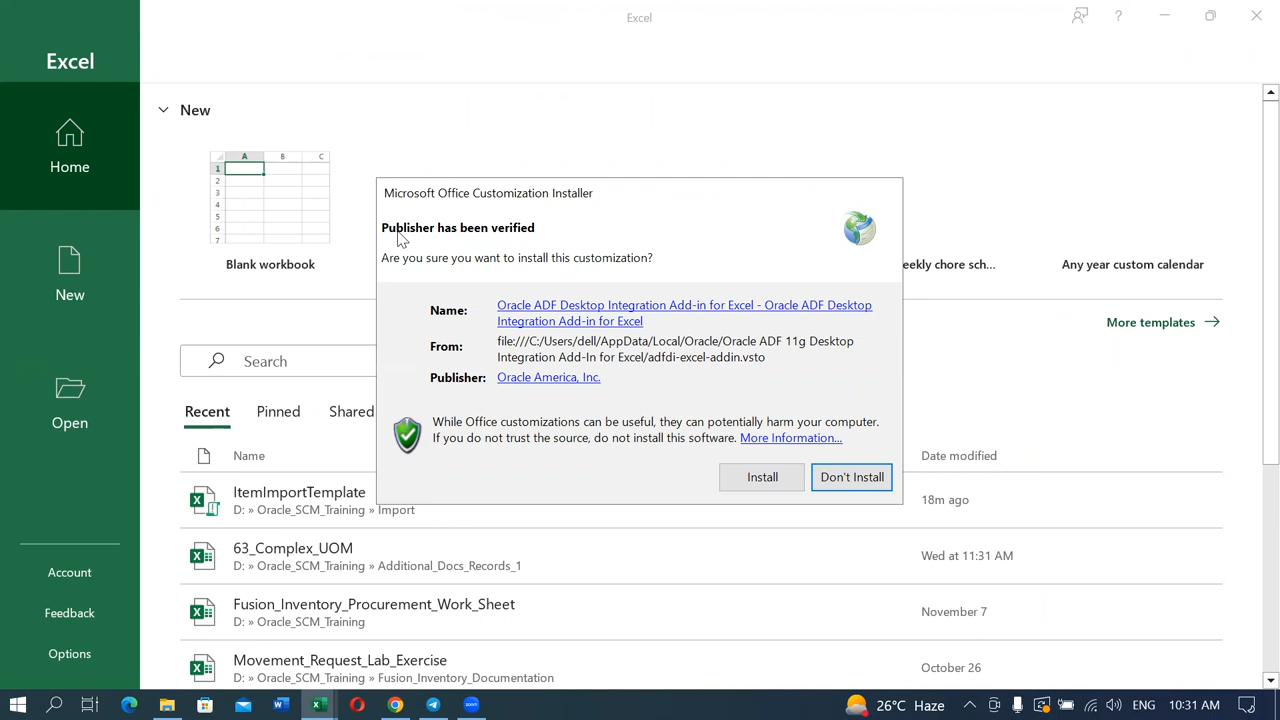 Excel
?
Excel
New
A B C
1
2
3
4
5
6
7
Home
New
Open
Account
Feedback
Options
Blank workbook
eekly chore sch...
Any year custom calendar
More templates
Search
Recent Pinned Shared
Name
Date modified
ItemImportTemplate
D: » Oracle_SCM_Training » Import
18m ago
63_Complex_UOM
D: » Oracle_SCM_Training » Additional_Docs_Records_1
Wed at 11:31 AM
Fusion_Inventory_Procurement_Work_Sheet
D: » Oracle_SCM_Training
November 7
Movement_Request_Lab_Exercise
D: » Oracle_SCM_Training » Fusion_Inventory_Documentation
October 26
Microsoft Office Customization Installer
Publisher has been verified
Are you sure you want to install this customization?
Name: Oracle ADF Desktop Integration Add-in for Excel - Oracle ADF Desktop
Integration Add-in for Excel
From: file:///C:/Users/dell/AppData/Local/Oracle/Oracle ADF 11g Desktop
Integration Add-In for Excel/adfdi-excel-addin.vsto
Publisher: Oracle America, Inc.
While Office customizations can be useful, they can potentially harm your computer.
If you do not trust the source, do not install this software. More Information...
Install Don't Install
26°C Haze ENG 10:31 AM